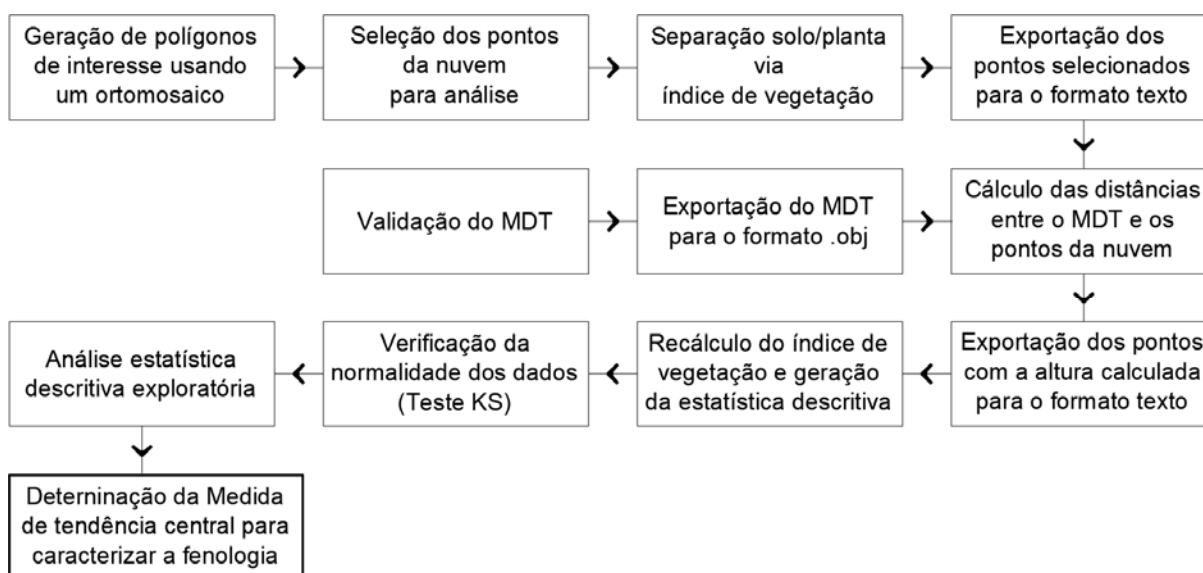 Geração de polígonos
de interesse usando
um ortomosaico
Seleção dos pontos
da nuvem
para análise
Separação solo/planta
via
índice de vegetação
Exportação dos
pontos selecionados
para o formato texto
Validação do MDT
Exportação do MDT
para o formato .obj
Cálculo das distâncias
entre o MDT e os
pontos da nuvem
Análise estatística
descritiva exploratória
Verificação da
normalidade dos dados
(Teste KS)
Recálculo do índice de
vegetação e geração
da estatística descritiva
Exportação dos pontos
com a altura calculada
para o formato texto
Deterninação da Medida
de tendência central para
caracterizar a fenologia